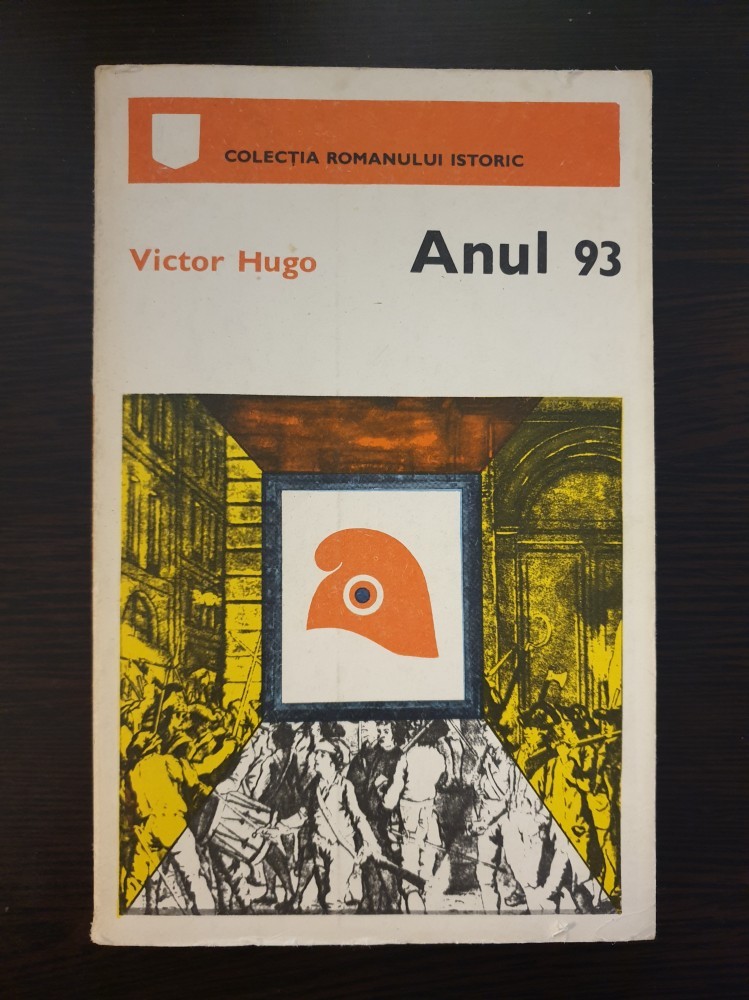 COLECȚIA ROMANULUI ISTORIC
Victor Hugo
Anul 93